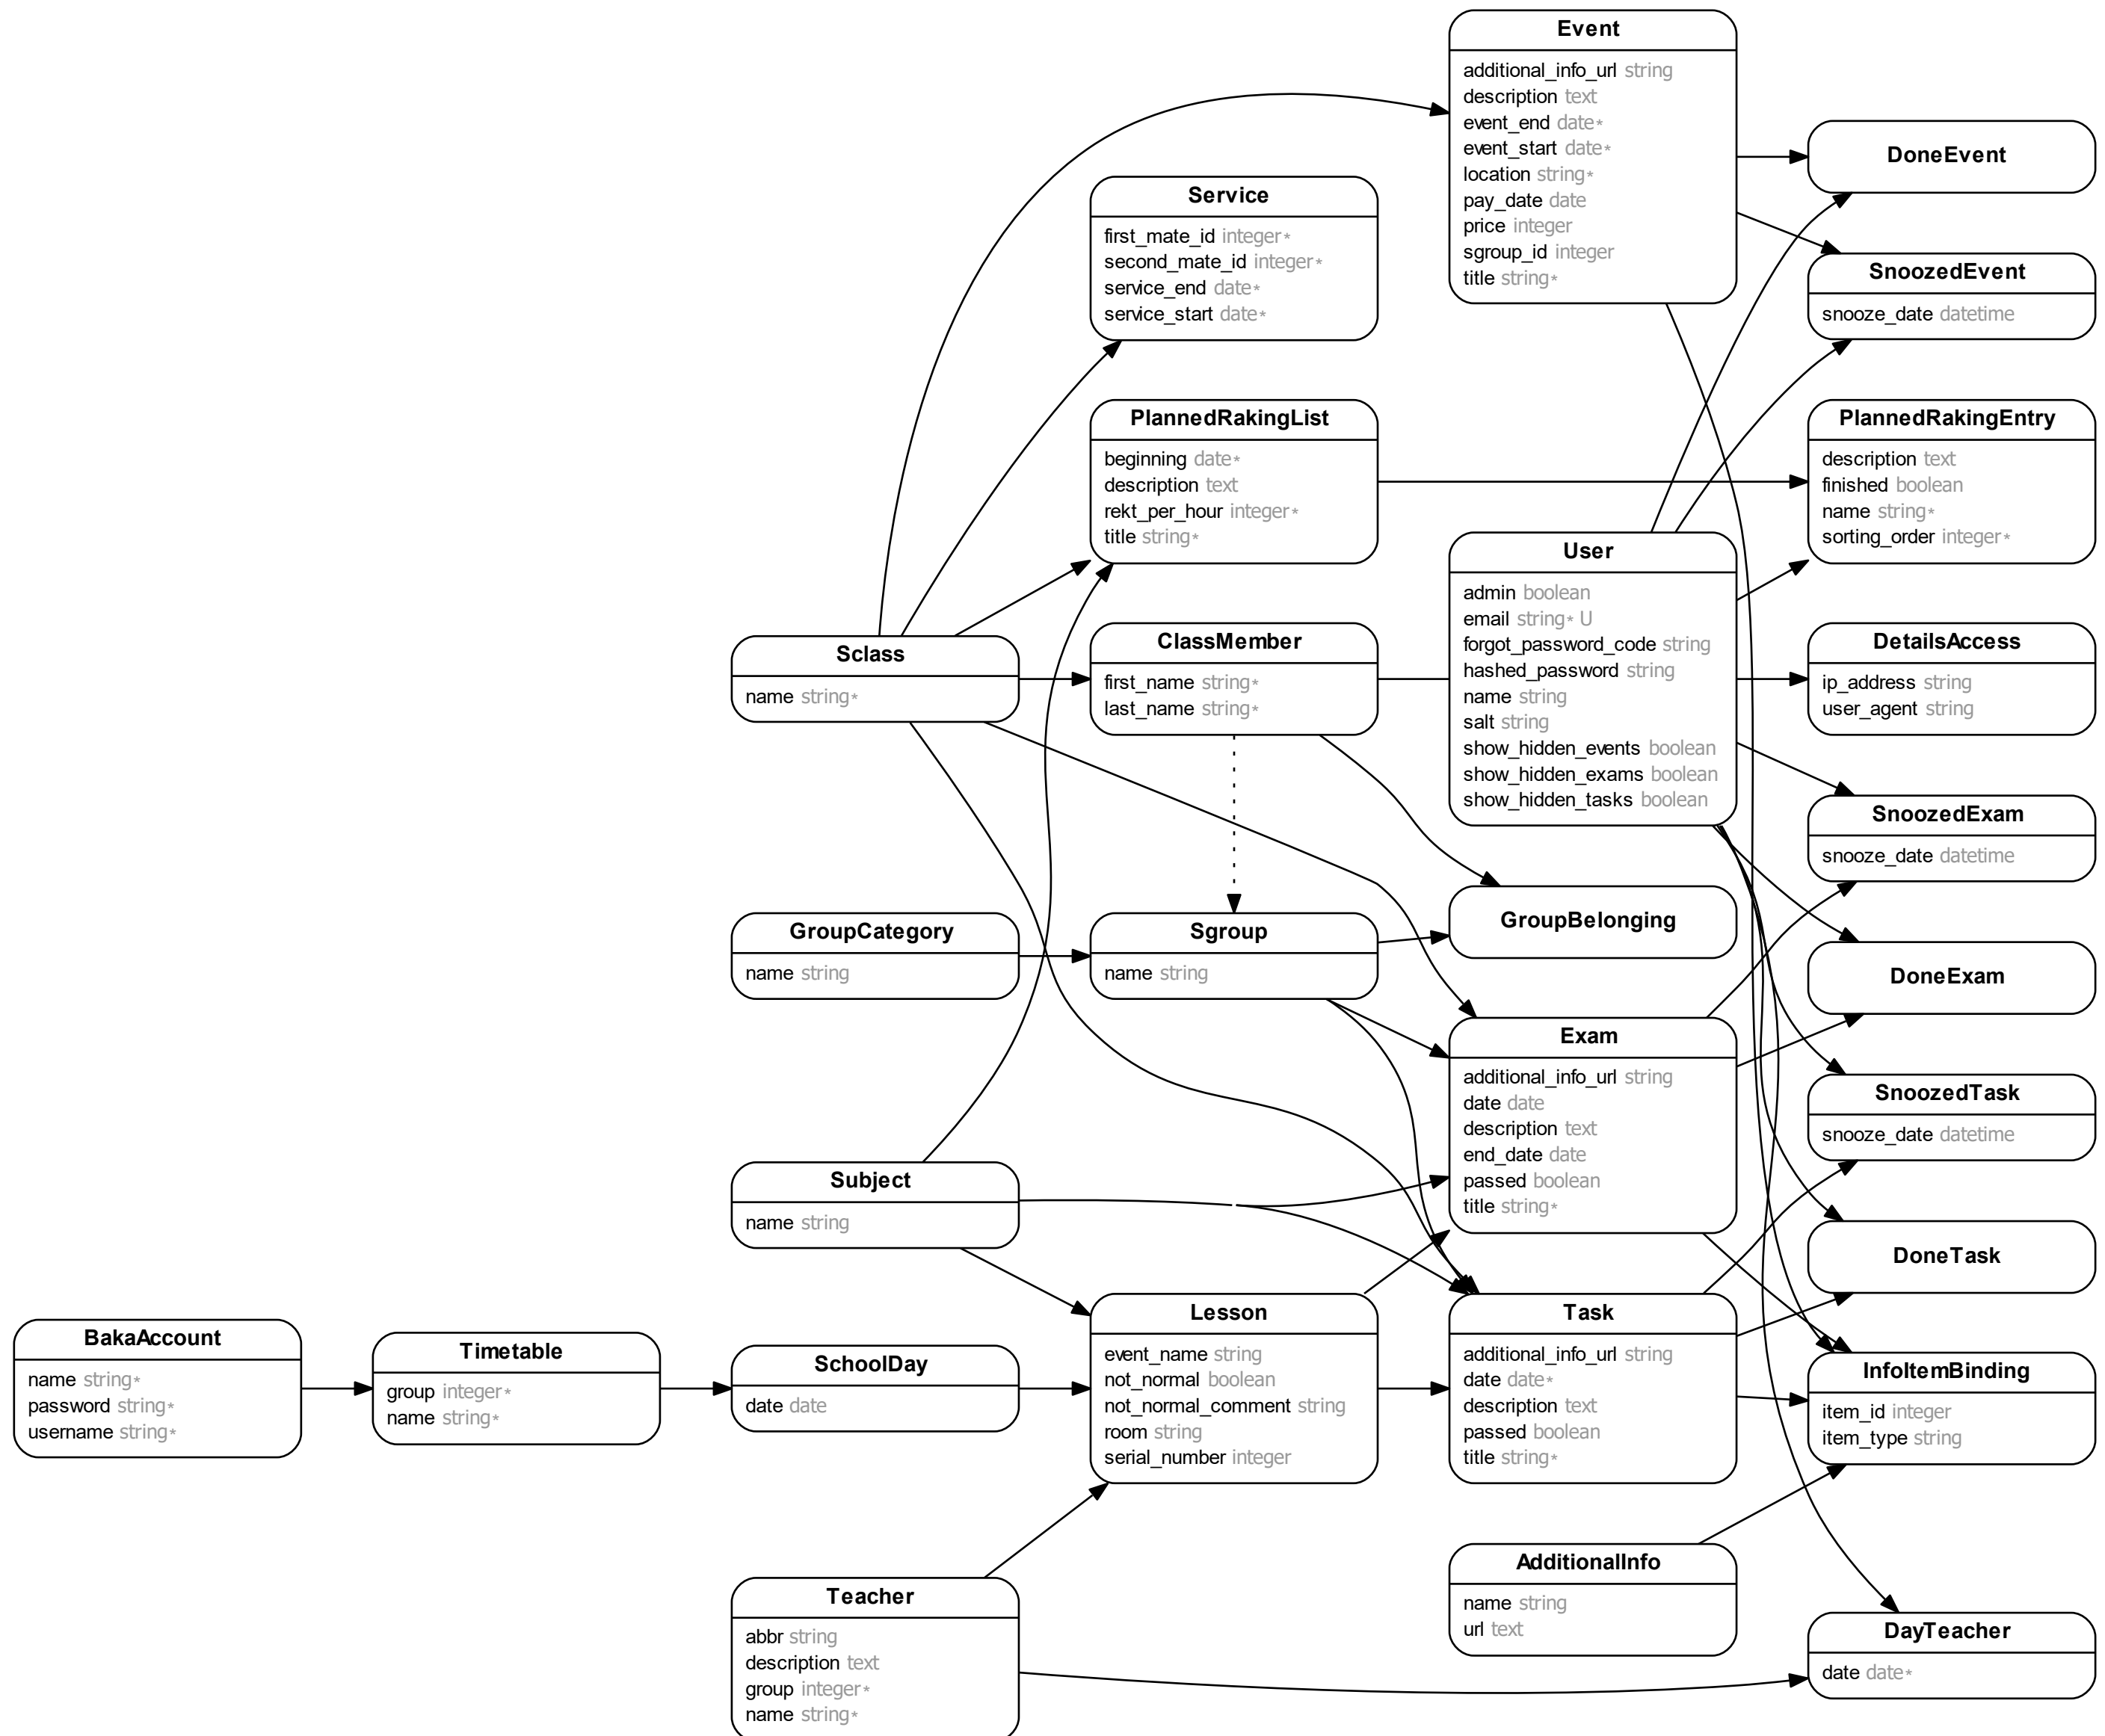 Event
additional_info_url string
description text
event_end date*
event_start date*
location string*
pay_date date
price integer
sgroup_id integer
title string*
DoneEvent
Service
first_mate_id integer*
second_mate_id integer*
service_end date*
service_start date*
SnoozedEvent
snooze_date datetime
PlannedRakingList
beginning date*
description text
rekt_per_hour integer*
title string*
PlannedRakingEntry
description text
finished boolean
name string*
sorting_order integer*
User
admin boolean
email string* U
forgot_password_code string
hashed_password string
name string
salt string
show_hidden_events boolean
show_hidden_exams boolean
show_hidden_tasks boolean
Sclass
name string*
ClassMember
first_name string*
last_name string*
DetailsAccess
ip_address string
user_agent string
SnoozedExam
snooze_date datetime
GroupCategory
name string
Sgroup
name string
GroupBelonging
DoneExam
Exam
additional_info_url string
date date
description text
end_date date
passed boolean
title string*
SnoozedTask
snooze_date datetime
Subject
name string
DoneTask
BakaAccount
name string*
password string*
username string*
Timetable
group integer*
name string*
SchoolDay
date date
Lesson
event_name string
not_normal boolean
not_normal_comment string
room string
serial_number integer
Task
additional_info_url string
date date*
description text
passed boolean
title string*
InfoItemBinding
item_id integer
item_type string
AdditionalInfo
name string
url text
Teacher
abbr string
description text
group integer*
name string*
DayTeacher
date date*